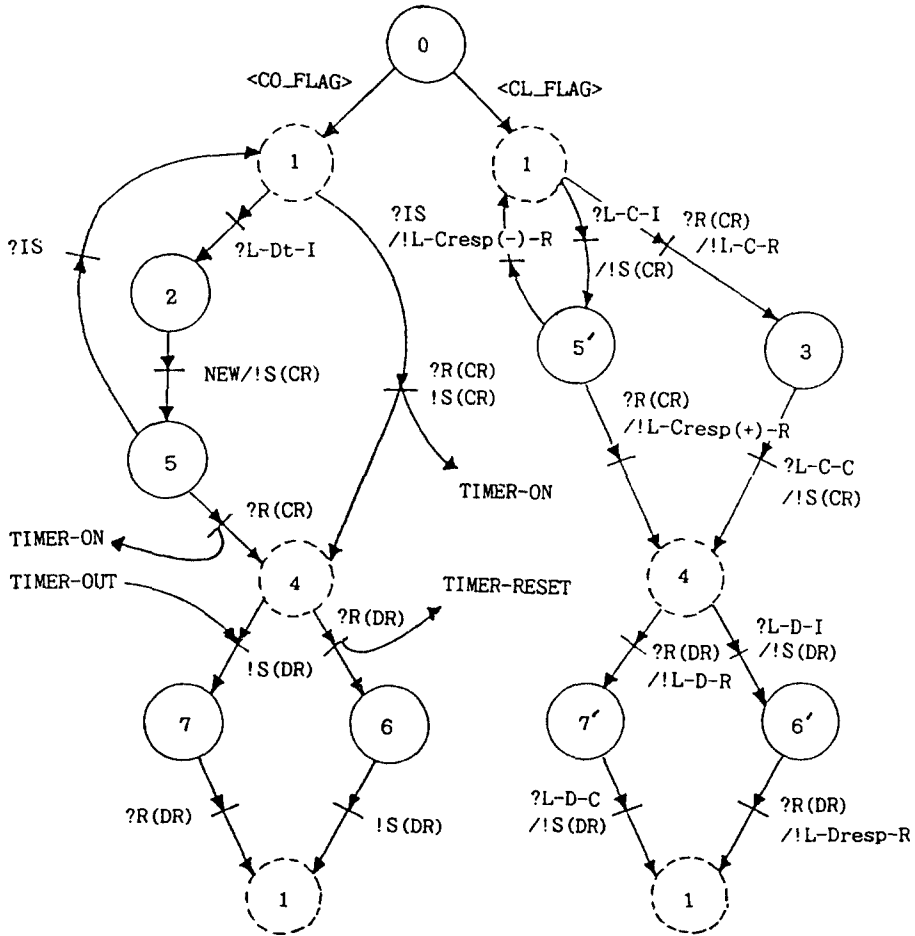 0
<CO_FLAG>
<CL_FLAG>
1
1
?IS
/!L-Cresp(-)-R
?L-C-I
/!S(CR)
?R(CR)
/!L-C-R
?IS
?L-Dt-I
2
5′
3
NEW/!S(CR)
?R(CR)
!S(CR)
?R(CR)
/!L-Cresp(+)-R
5
?L-C-C
/!S(CR)
TIMER-ON
?R(CR)
TIMER-ON
TIMER-OUT
4
TIMER-RESET
4
?R(DR)
!S(DR)
?R(DR)
/!L-D-R
?L-D-I
/!S(DR)
7
6
7′
6′
?R(DR)
!S(DR)
?L-D-C
/!S(DR)
?R(DR)
/!L-Dresp-R
1
1